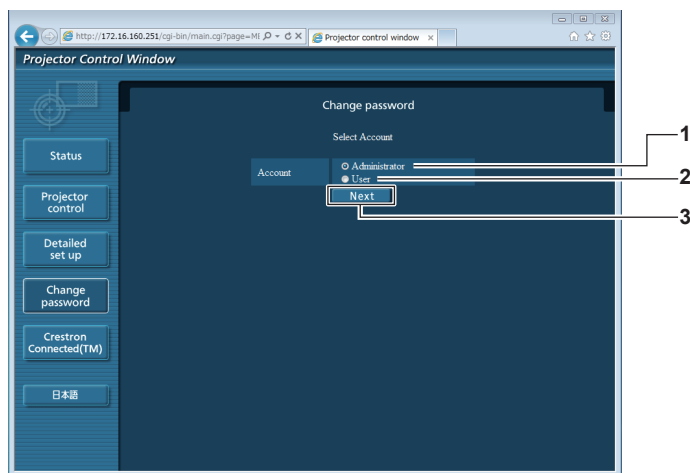 http://172.16.160.251/cgi-bin/main.cgi?page=ME
Projector control window
Projector Control Window
Change password
Select Account
Account
Administrator
User
Next
1
2
3
Status
Projector
control
Detailed
set up
Change
password
Crestron
Connected(TM)
日本語